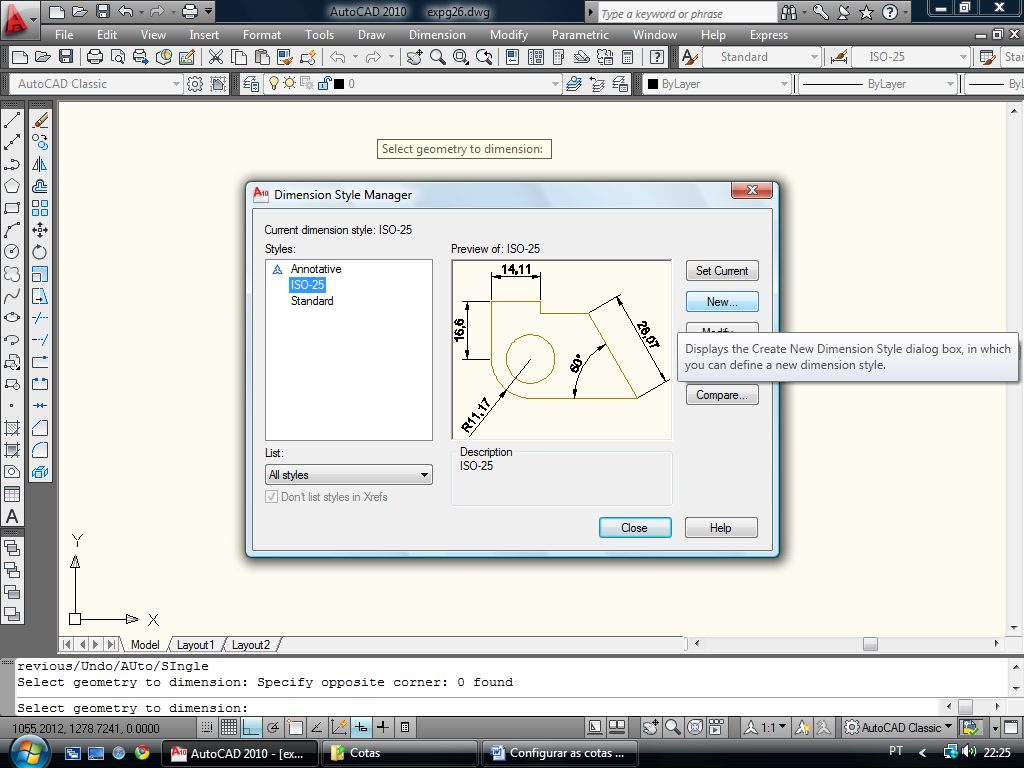 AutoCAD 2010 expg26.dwg
Type a keyword or phrase
File Edit View Insert Format Tools Draw Dimension Modify Parametric Window Help Express
Standard ISO-25
AutoCAD Classic 0 ByLayer ByLayer
Select geometry to dimension:
Dimension Style Manager
Current dimension style: ISO-25
Styles:
Annotative
ISO-25
Standard
Preview of: ISO-25
14,11
16,6
28,07
60°
R11,17
Set Current
New...
Displays the Create New Dimension Style dialog box, in which
you can define a new dimension style.
Compare...
List:
All styles
Don't list styles in Xrefs
Description
ISO-25
Close
Help
Y
X
Model Layout1 Layout2
revious/Undo/AUto/SIngle
Select geometry to dimension: Specify opposite corner: 0 found
Select geometry to dimension:
1055.2012, 1278.7241, 0.0000
1:1 AutoCAD Classic
AutoCAD 2010 - [ex... Cotas Configurar as cotas ... PT 22:25